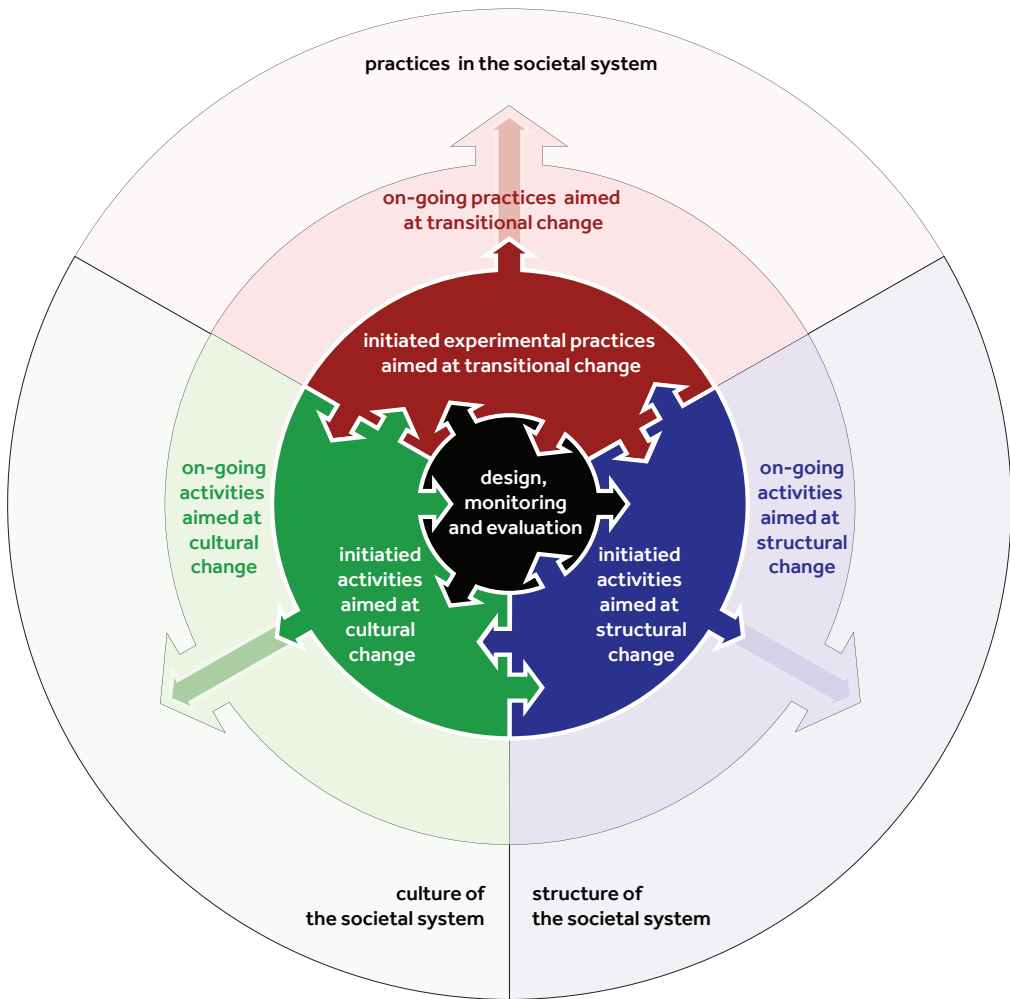 practices in the societal system
on-going practices aimed
at transitional change
initiated experimental practices
aimed at transitional change
on-going
activities
aimed at
cultural
change
design,
monitoring
and evaluation
on-going
activities
aimed at
structural
change
initiatied
activities
aimed at
cultural
change
initiatied
activities
aimed at
structural
change
culture of
the societal system
structure of
the societal system